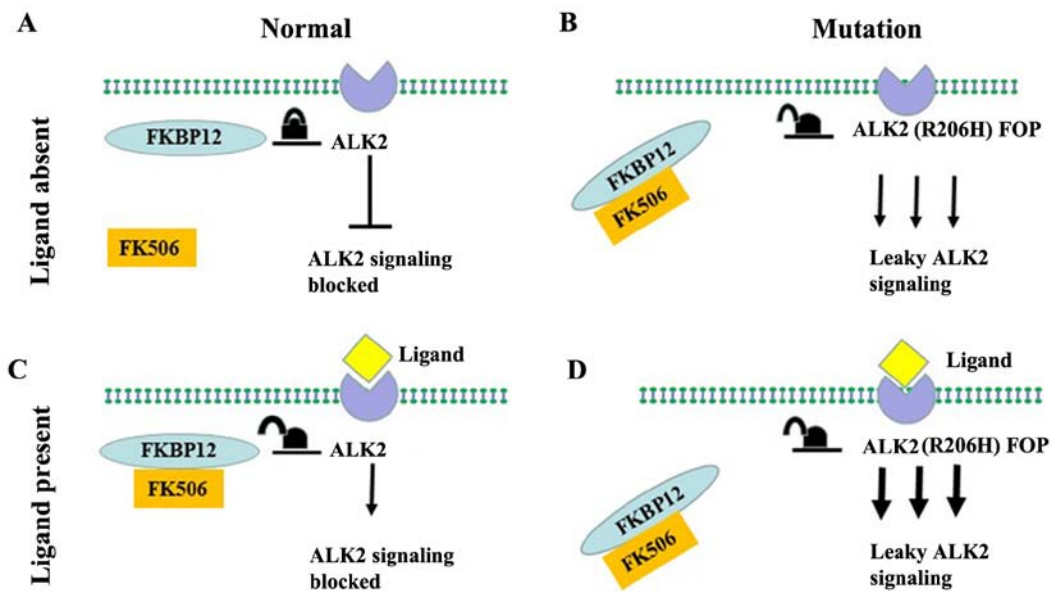 A
Normal
B
Mutation
Ligand absent
FKBP12
ALK2
FK506
ALK2 signaling
blocked
FKBP12
FK506
ALK2 (R206H) FOP
Leaky ALK2
signaling
C
Ligand
D
Ligand
Ligand present
FKBP12
FK506
ALK2
ALK2 signaling
blocked
FKBP12
FK506
ALK2 (R206H) FOP
Leaky ALK2
signaling